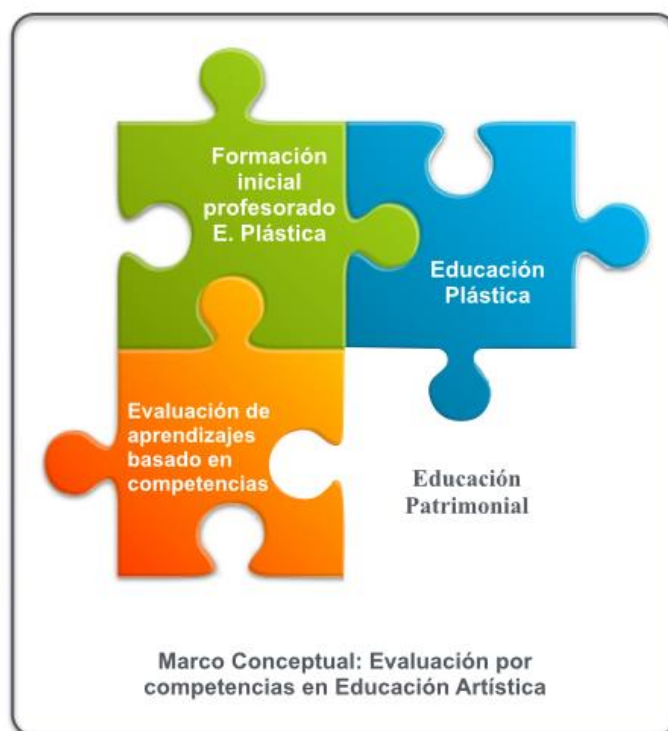 Formación
inicial
profesorado
E. Plástica
Educación
Plástica
Evaluación de
aprendizajes
basado en
competencias
Educación
Patrimonial
Marco Conceptual: Evaluación por
competencias en Educación Artística